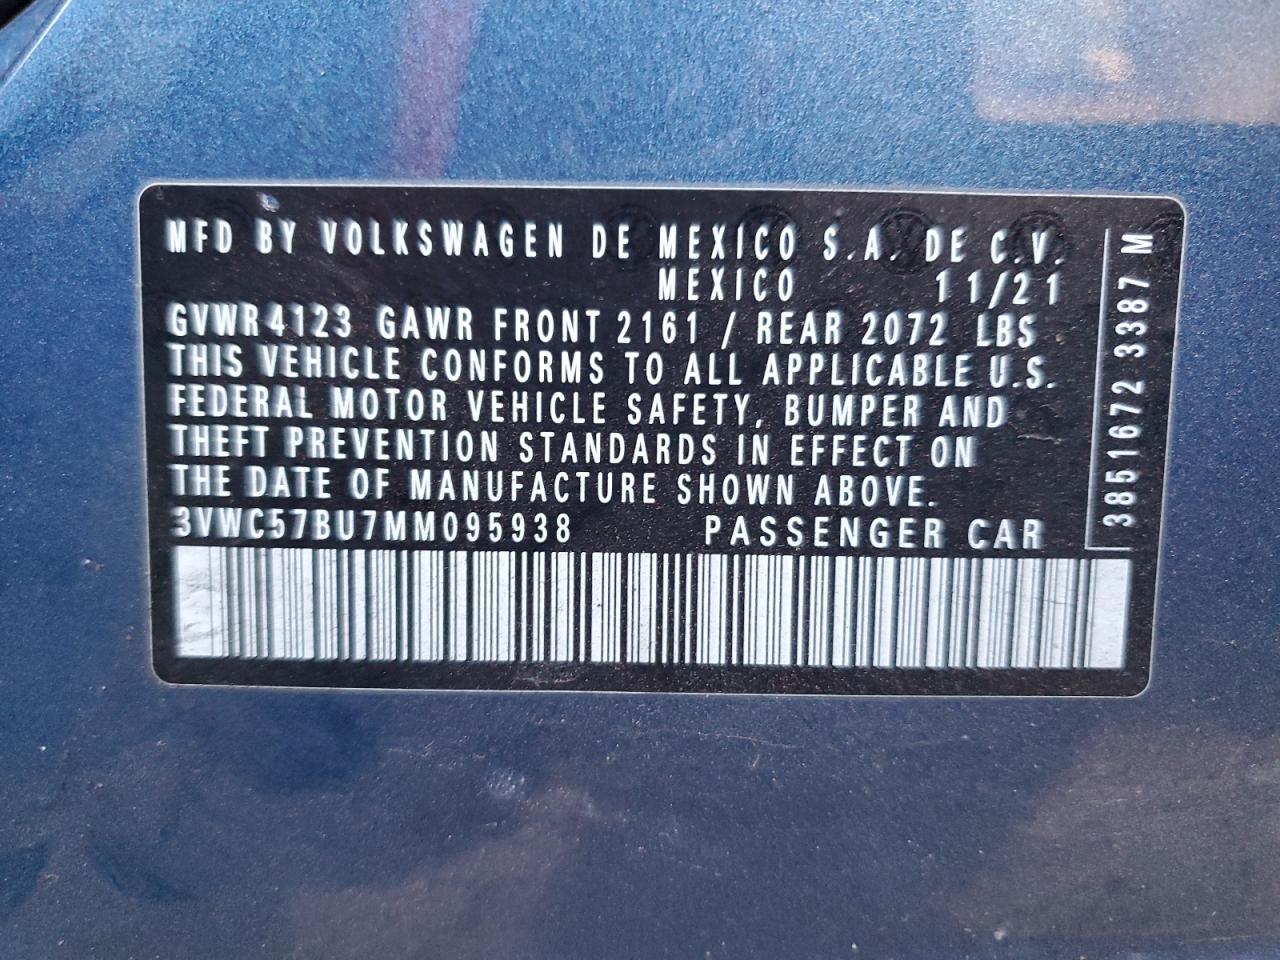 MFD BY VOLKSWAGEN DE MEXICO S.A. DE C.V.
MEXICO 11/21
GVWR 4123 GAWR FRONT 2161 / REAR 2072 LBS
THIS VEHICLE CONFORMS TO ALL APPLICABLE U.S.
FEDERAL MOTOR VEHICLE SAFETY, BUMPER AND
THEFT PREVENTION STANDARDS IN EFFECT ON
THE DATE OF MANUFACTURE SHOWN ABOVE.
3VWC57BU7MM095938 PASSENGER CAR
3851672 3387 M